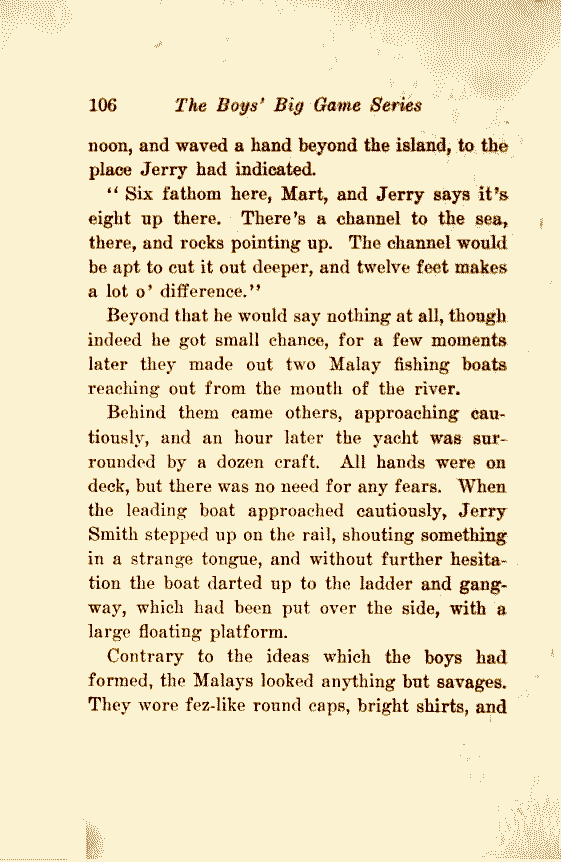 106 The Boys' Big Game Series
noon, and waved a hand beyond the island, to the
place Jerry had indicated.
" Six fathom here, Mart, and Jerry says it's
eight up there. There's a channel to the sea,
there, and rocks pointing up. The channel would
be apt to cut it out deeper, and twelve feet makes
a lot o' difference."
Beyond that he would say nothing at all, though
indeed he got small chance, for a few moments
later they made out two Malay fishing boats
reaching out from the mouth of the river.
Behind them came others, approaching cau-
tiously, and an hour later the yacht was sur-
rounded by a dozen craft. All hands were on
deck, but there was no need for any fears. When
the leading boat approached cautiously, Jerry
Smith stepped up on the rail, shouting something
in a strange tongue, and without further hesita-
tion the boat darted up to the ladder and gang-
way, which had been put over the side, with a
large floating platform.
Contrary to the ideas which the boys had
formed, the Malays looked anything but savages.
They wore fez-like round caps, bright shirts, and